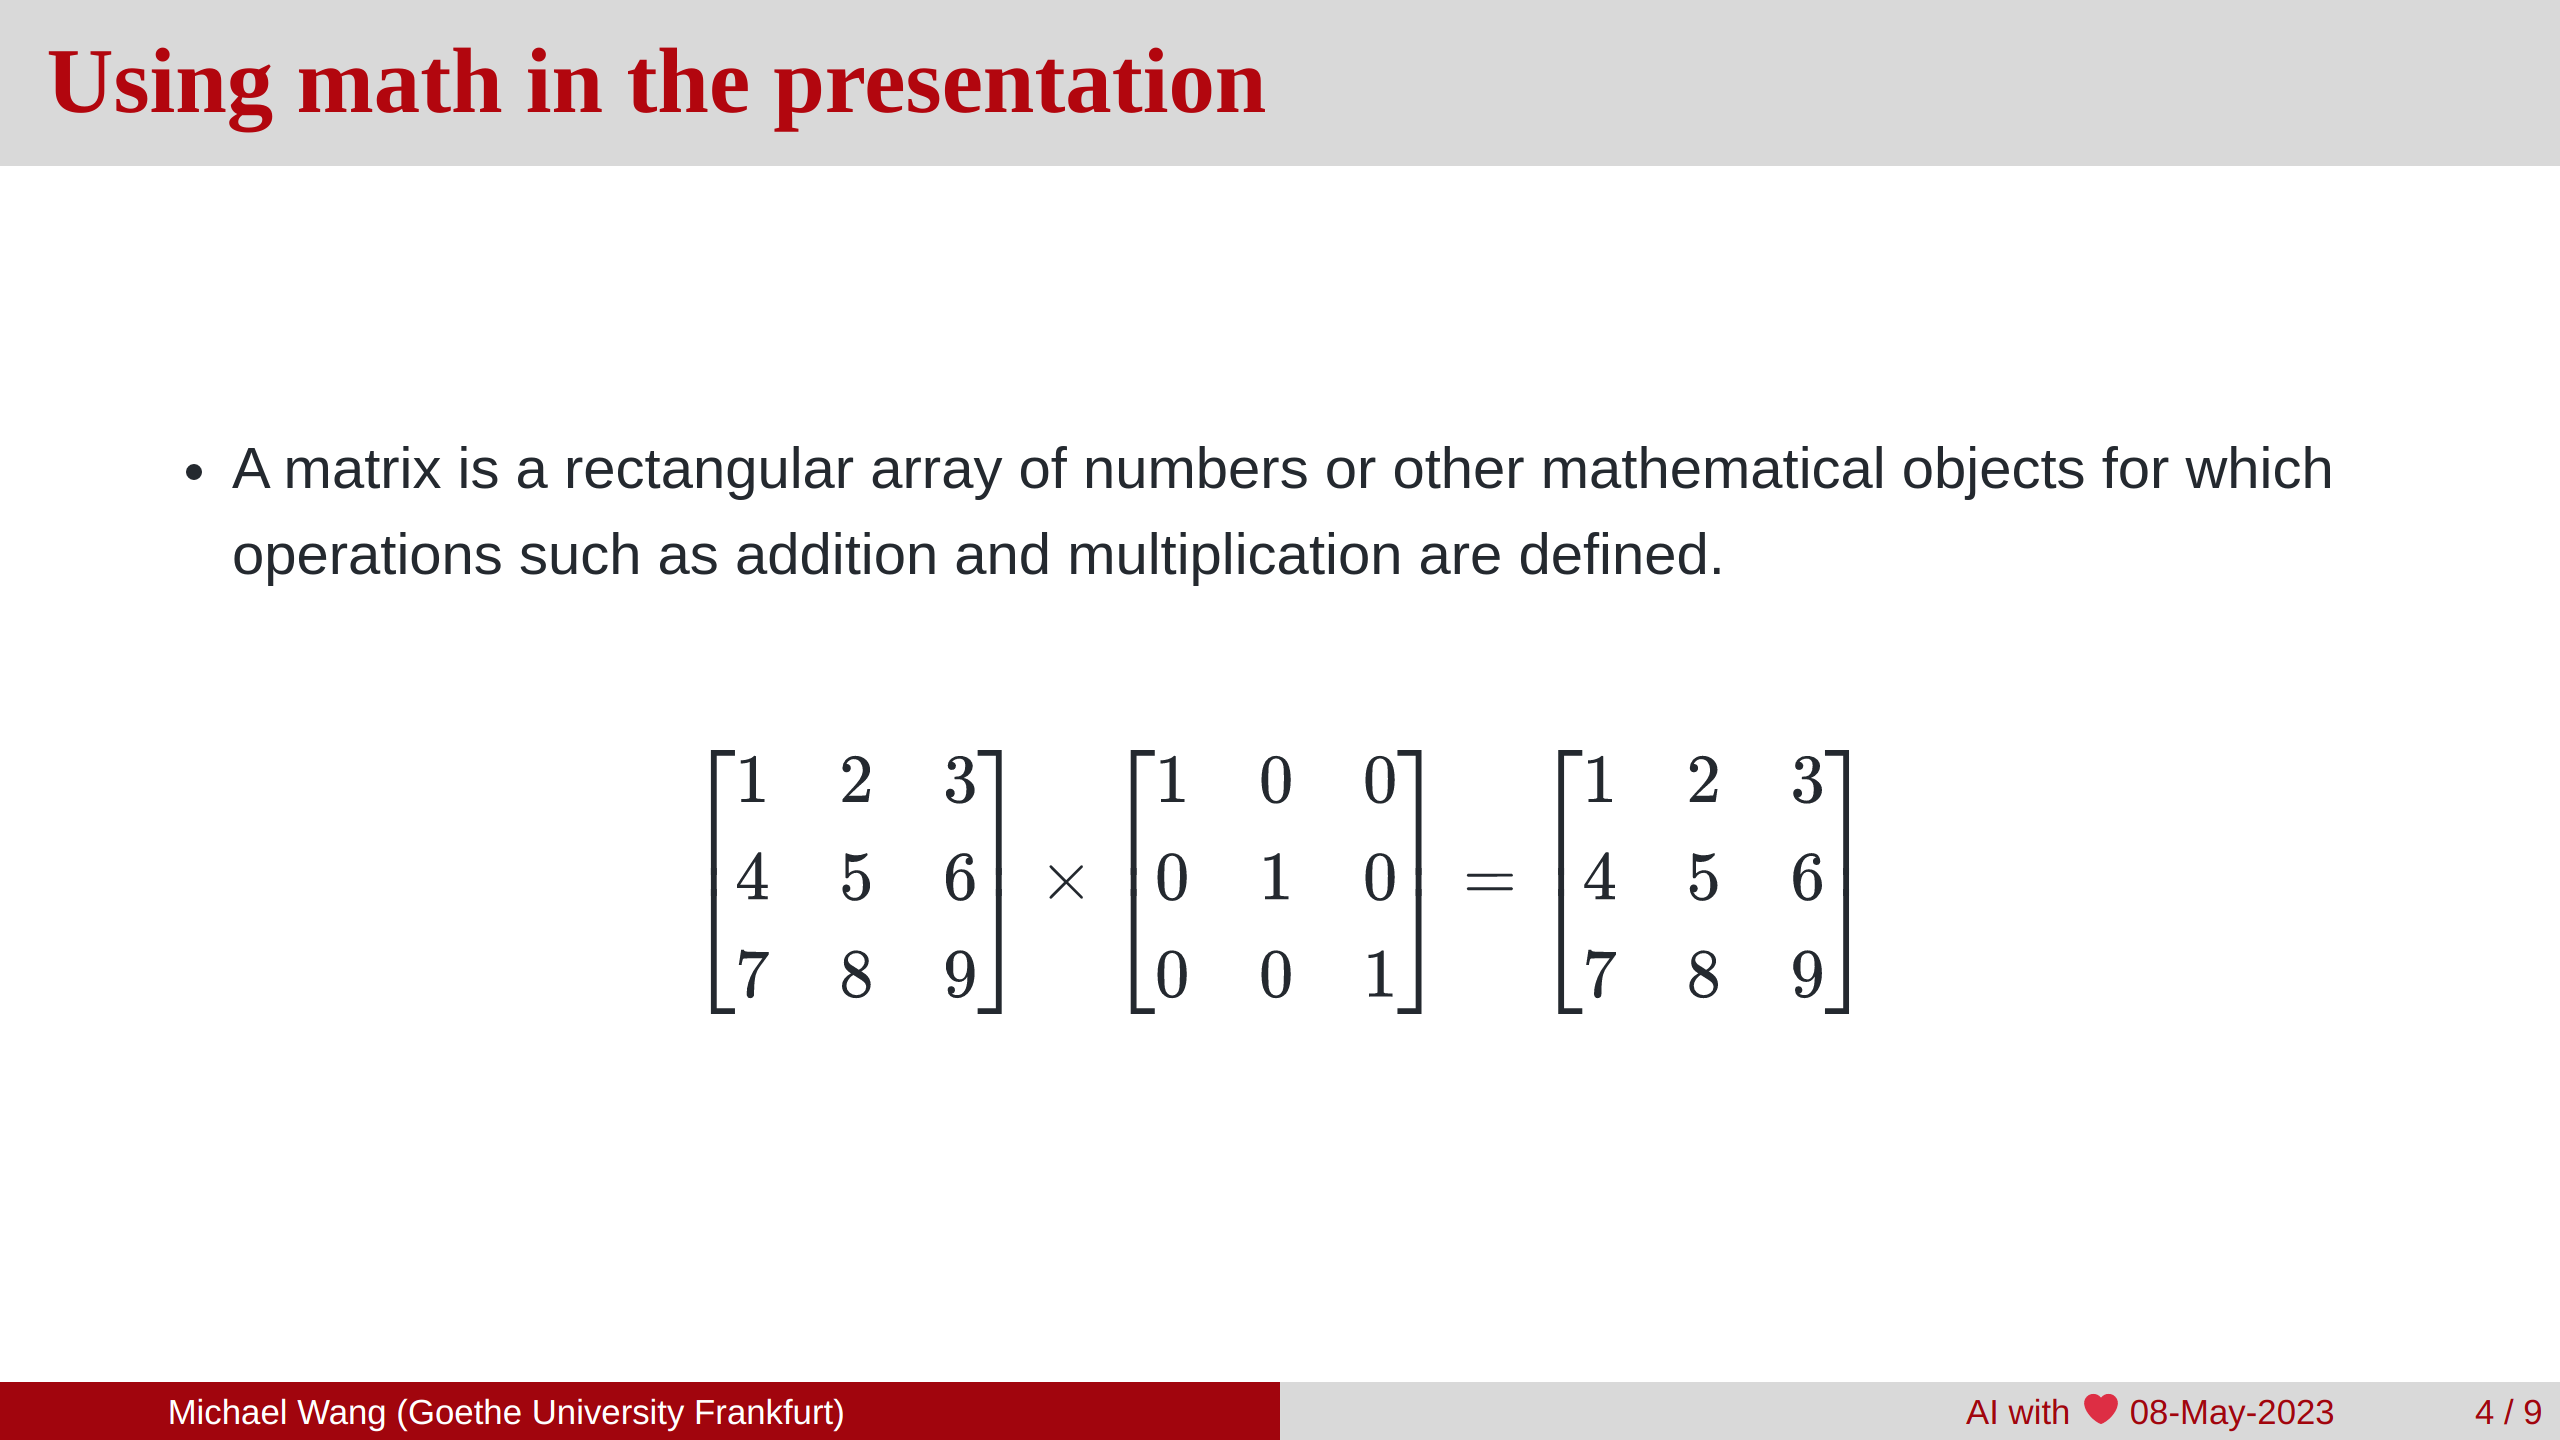 Using math in the presentation
• A matrix is a rectangular array of numbers or other mathematical objects for which
operations such as addition and multiplication are defined.
[1 2 3] [1 0 0] [1 2 3]
[4 5 6] × [0 1 0] = [4 5 6]
[7 8 9] [0 0 1] [7 8 9]
Michael Wang (Goethe University Frankfurt)
AI with ❤️ 08-May-2023
4 / 9